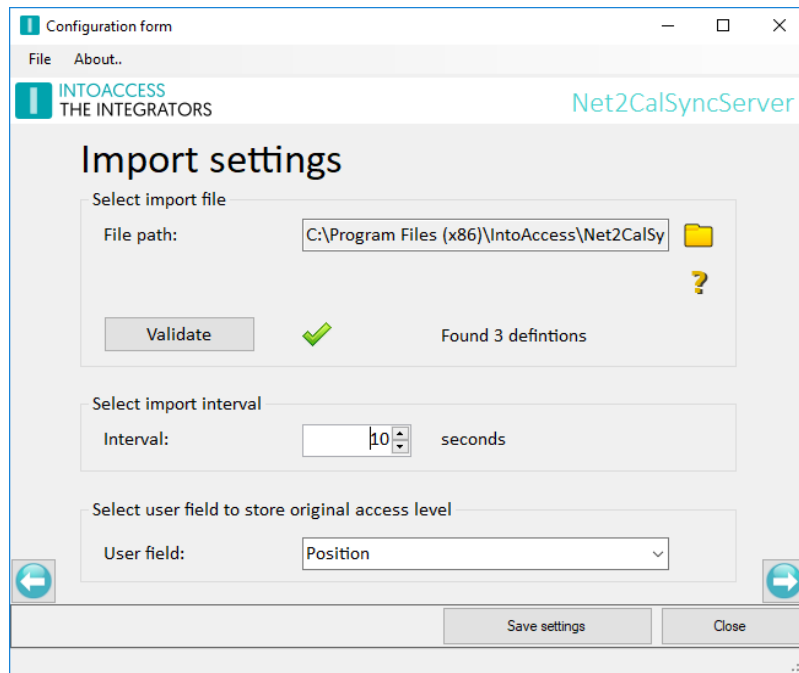 Configuration form
File About..
INTOACCESS
THE INTEGRATORS
Net2CalSyncServer
Import settings
Select import file
File path: C:\Program Files (x86)\IntoAccess\Net2CalSy
?
Validate Found 3 defintions
Select import interval
Interval: 10 seconds
Select user field to store original access level
User field: Position
Save settings Close